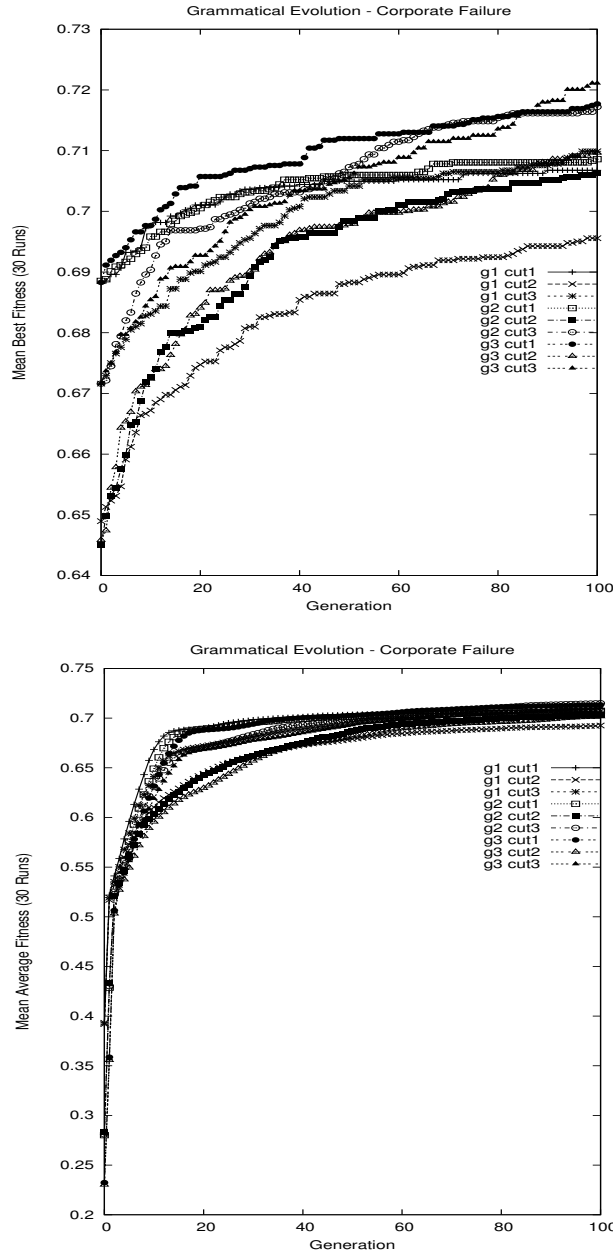 Grammatical Evolution - Corporate Failure
0.73
0.72
0.71
0.7
0.69
0.68
0.67
0.66
0.65
0.64
Mean Best Fitness (30 Runs)
g1 cut1
g1 cut2
g1 cut3
g2 cut1
g2 cut2
g2 cut3
g3 cut1
g3 cut2
g3 cut3
0 20 40 60 80 100
Generation
Grammatical Evolution - Corporate Failure
0.75
0.7
0.65
0.6
0.55
0.5
0.45
0.4
0.35
0.3
0.25
0.2
Mean Average Fitness (30 Runs)
g1 cut1
g1 cut2
g1 cut3
g2 cut1
g2 cut2
g2 cut3
g3 cut1
g3 cut2
g3 cut3
0 20 40 60 80 100
Generation